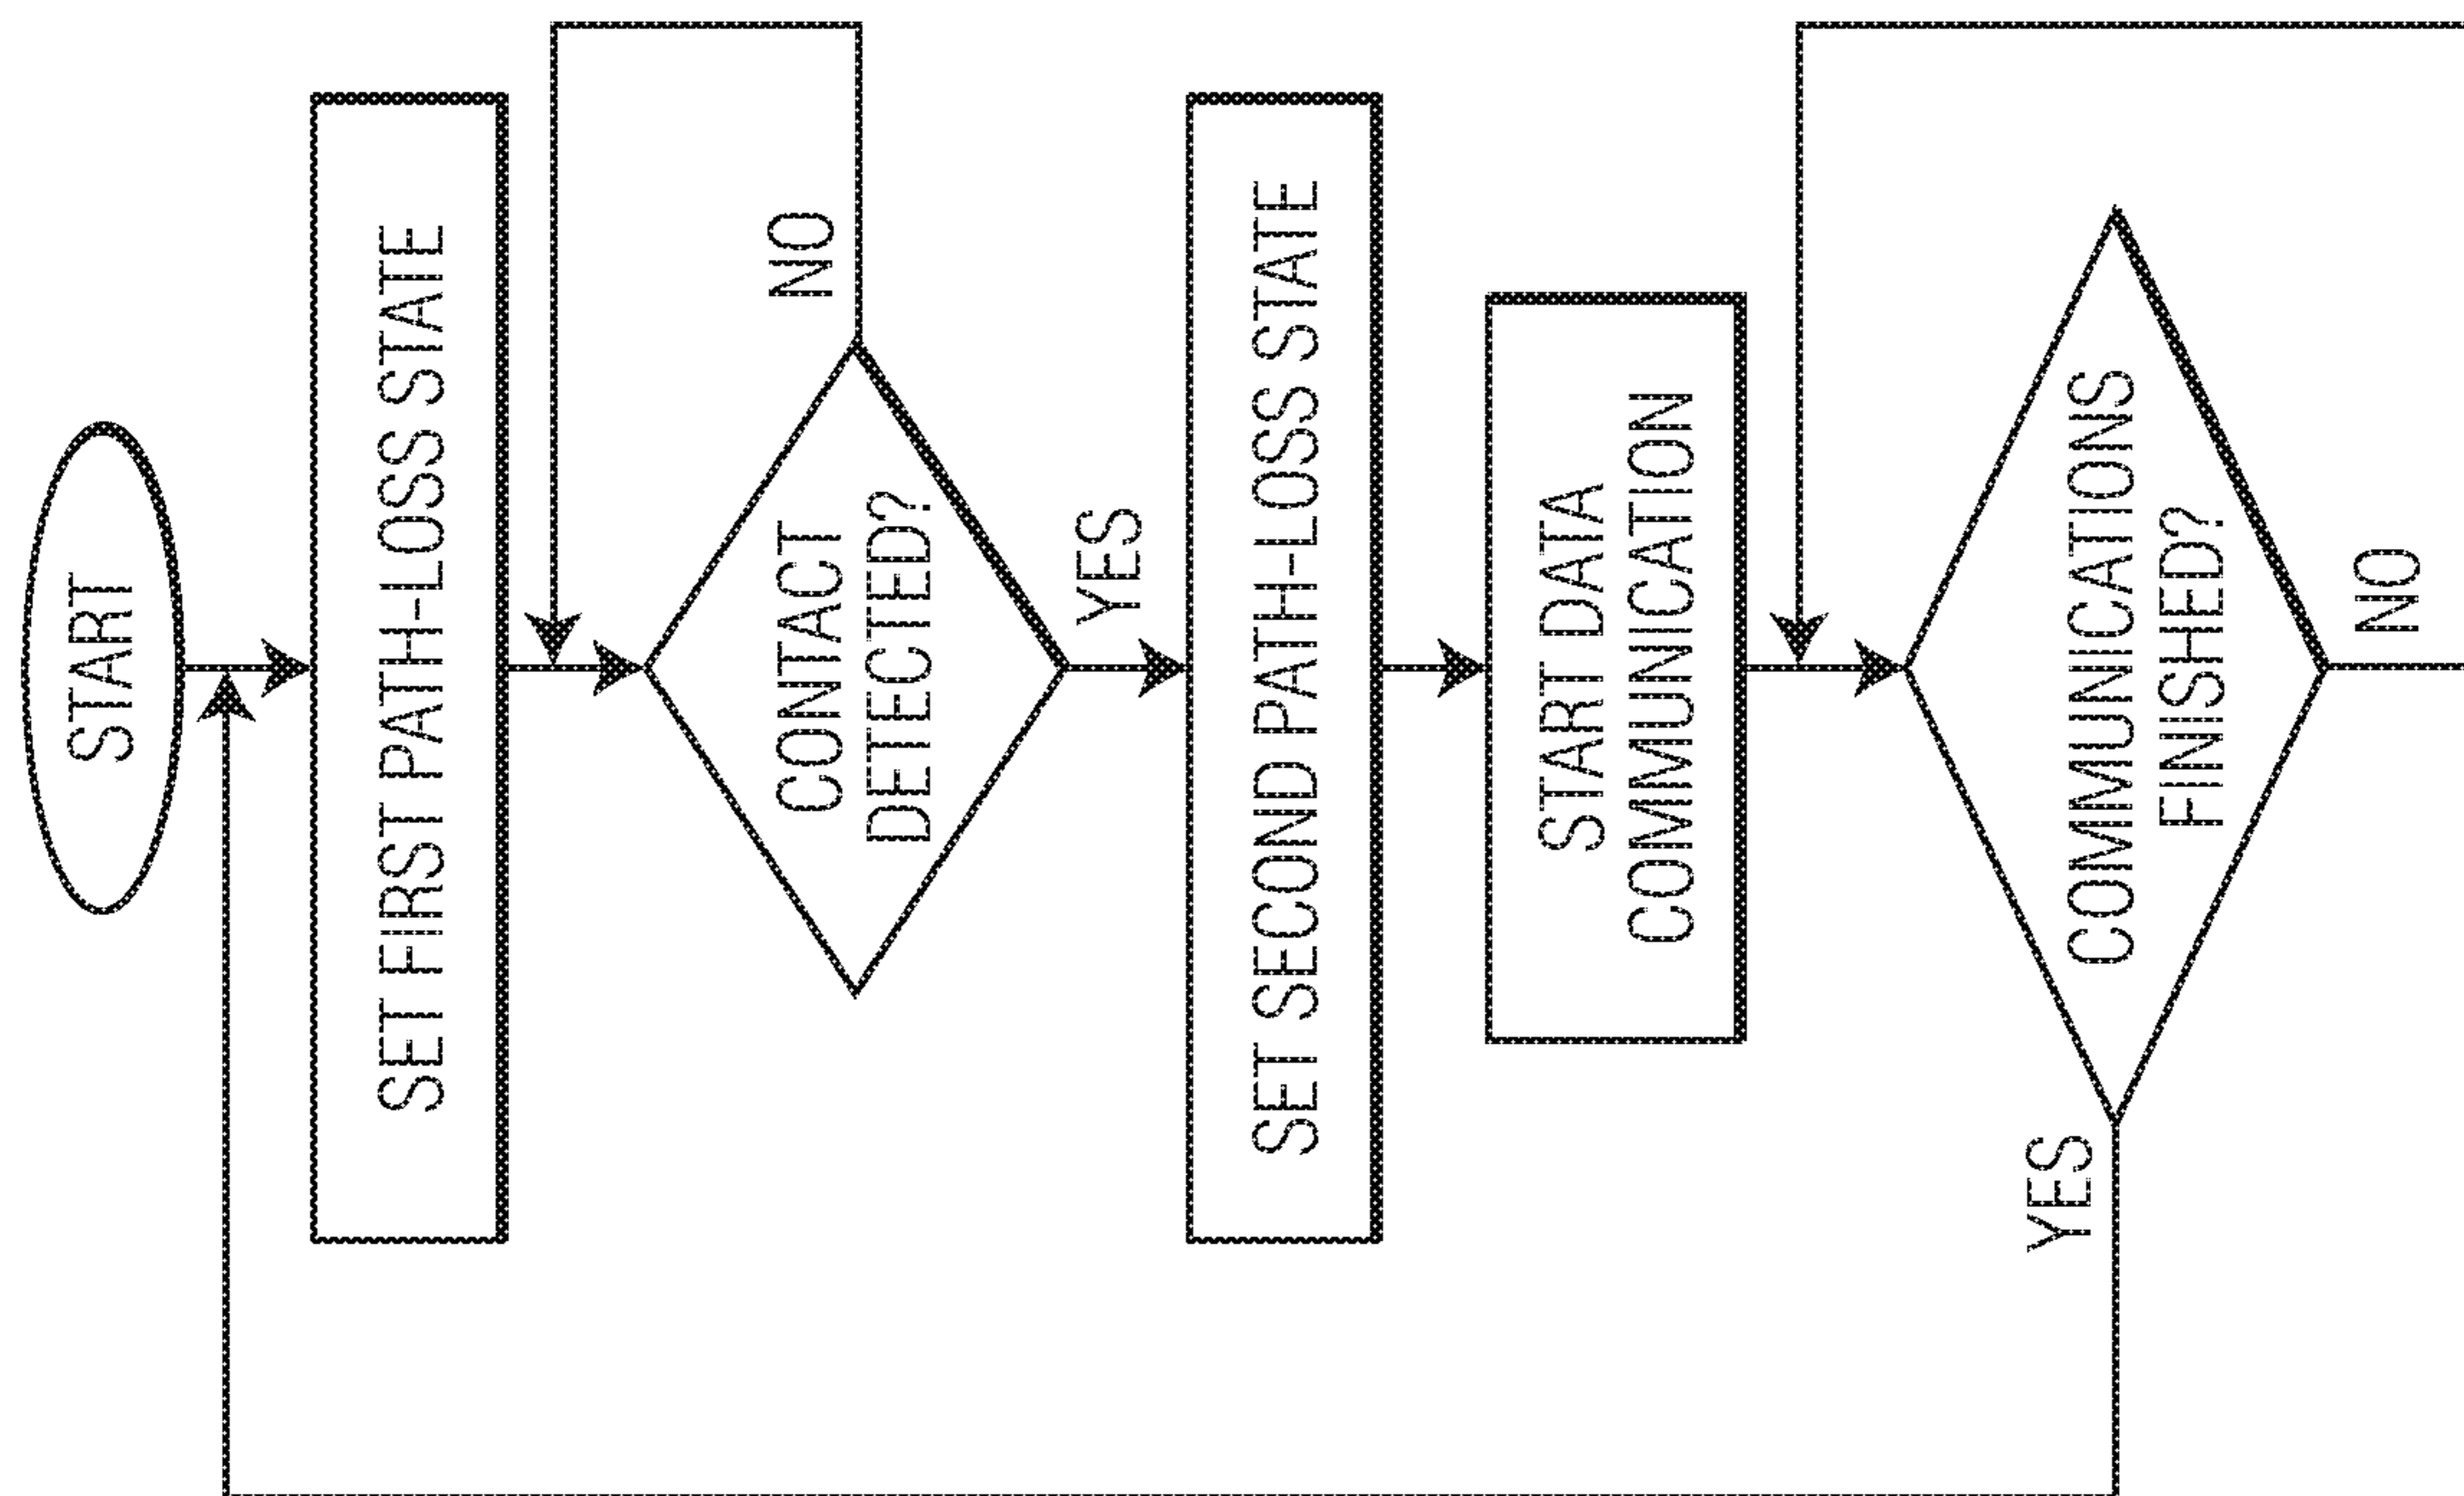 START
SET FIRST PATH-LOSS STATE
NO
CONTACT
DETECTED?
YES
SET SECOND PATH-LOSS STATE
START DATA
COMMUNICATION
COMMUNICATIONS
FINISHED?
YES
NO